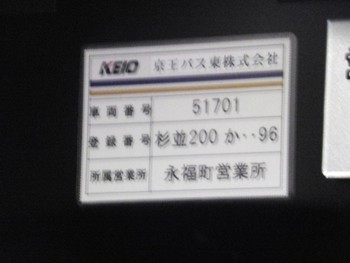 KEIO 京王バス東株式会社
車両番号 51701
登録番号 杉並200 か・・96
所属営業所 永福町営業所